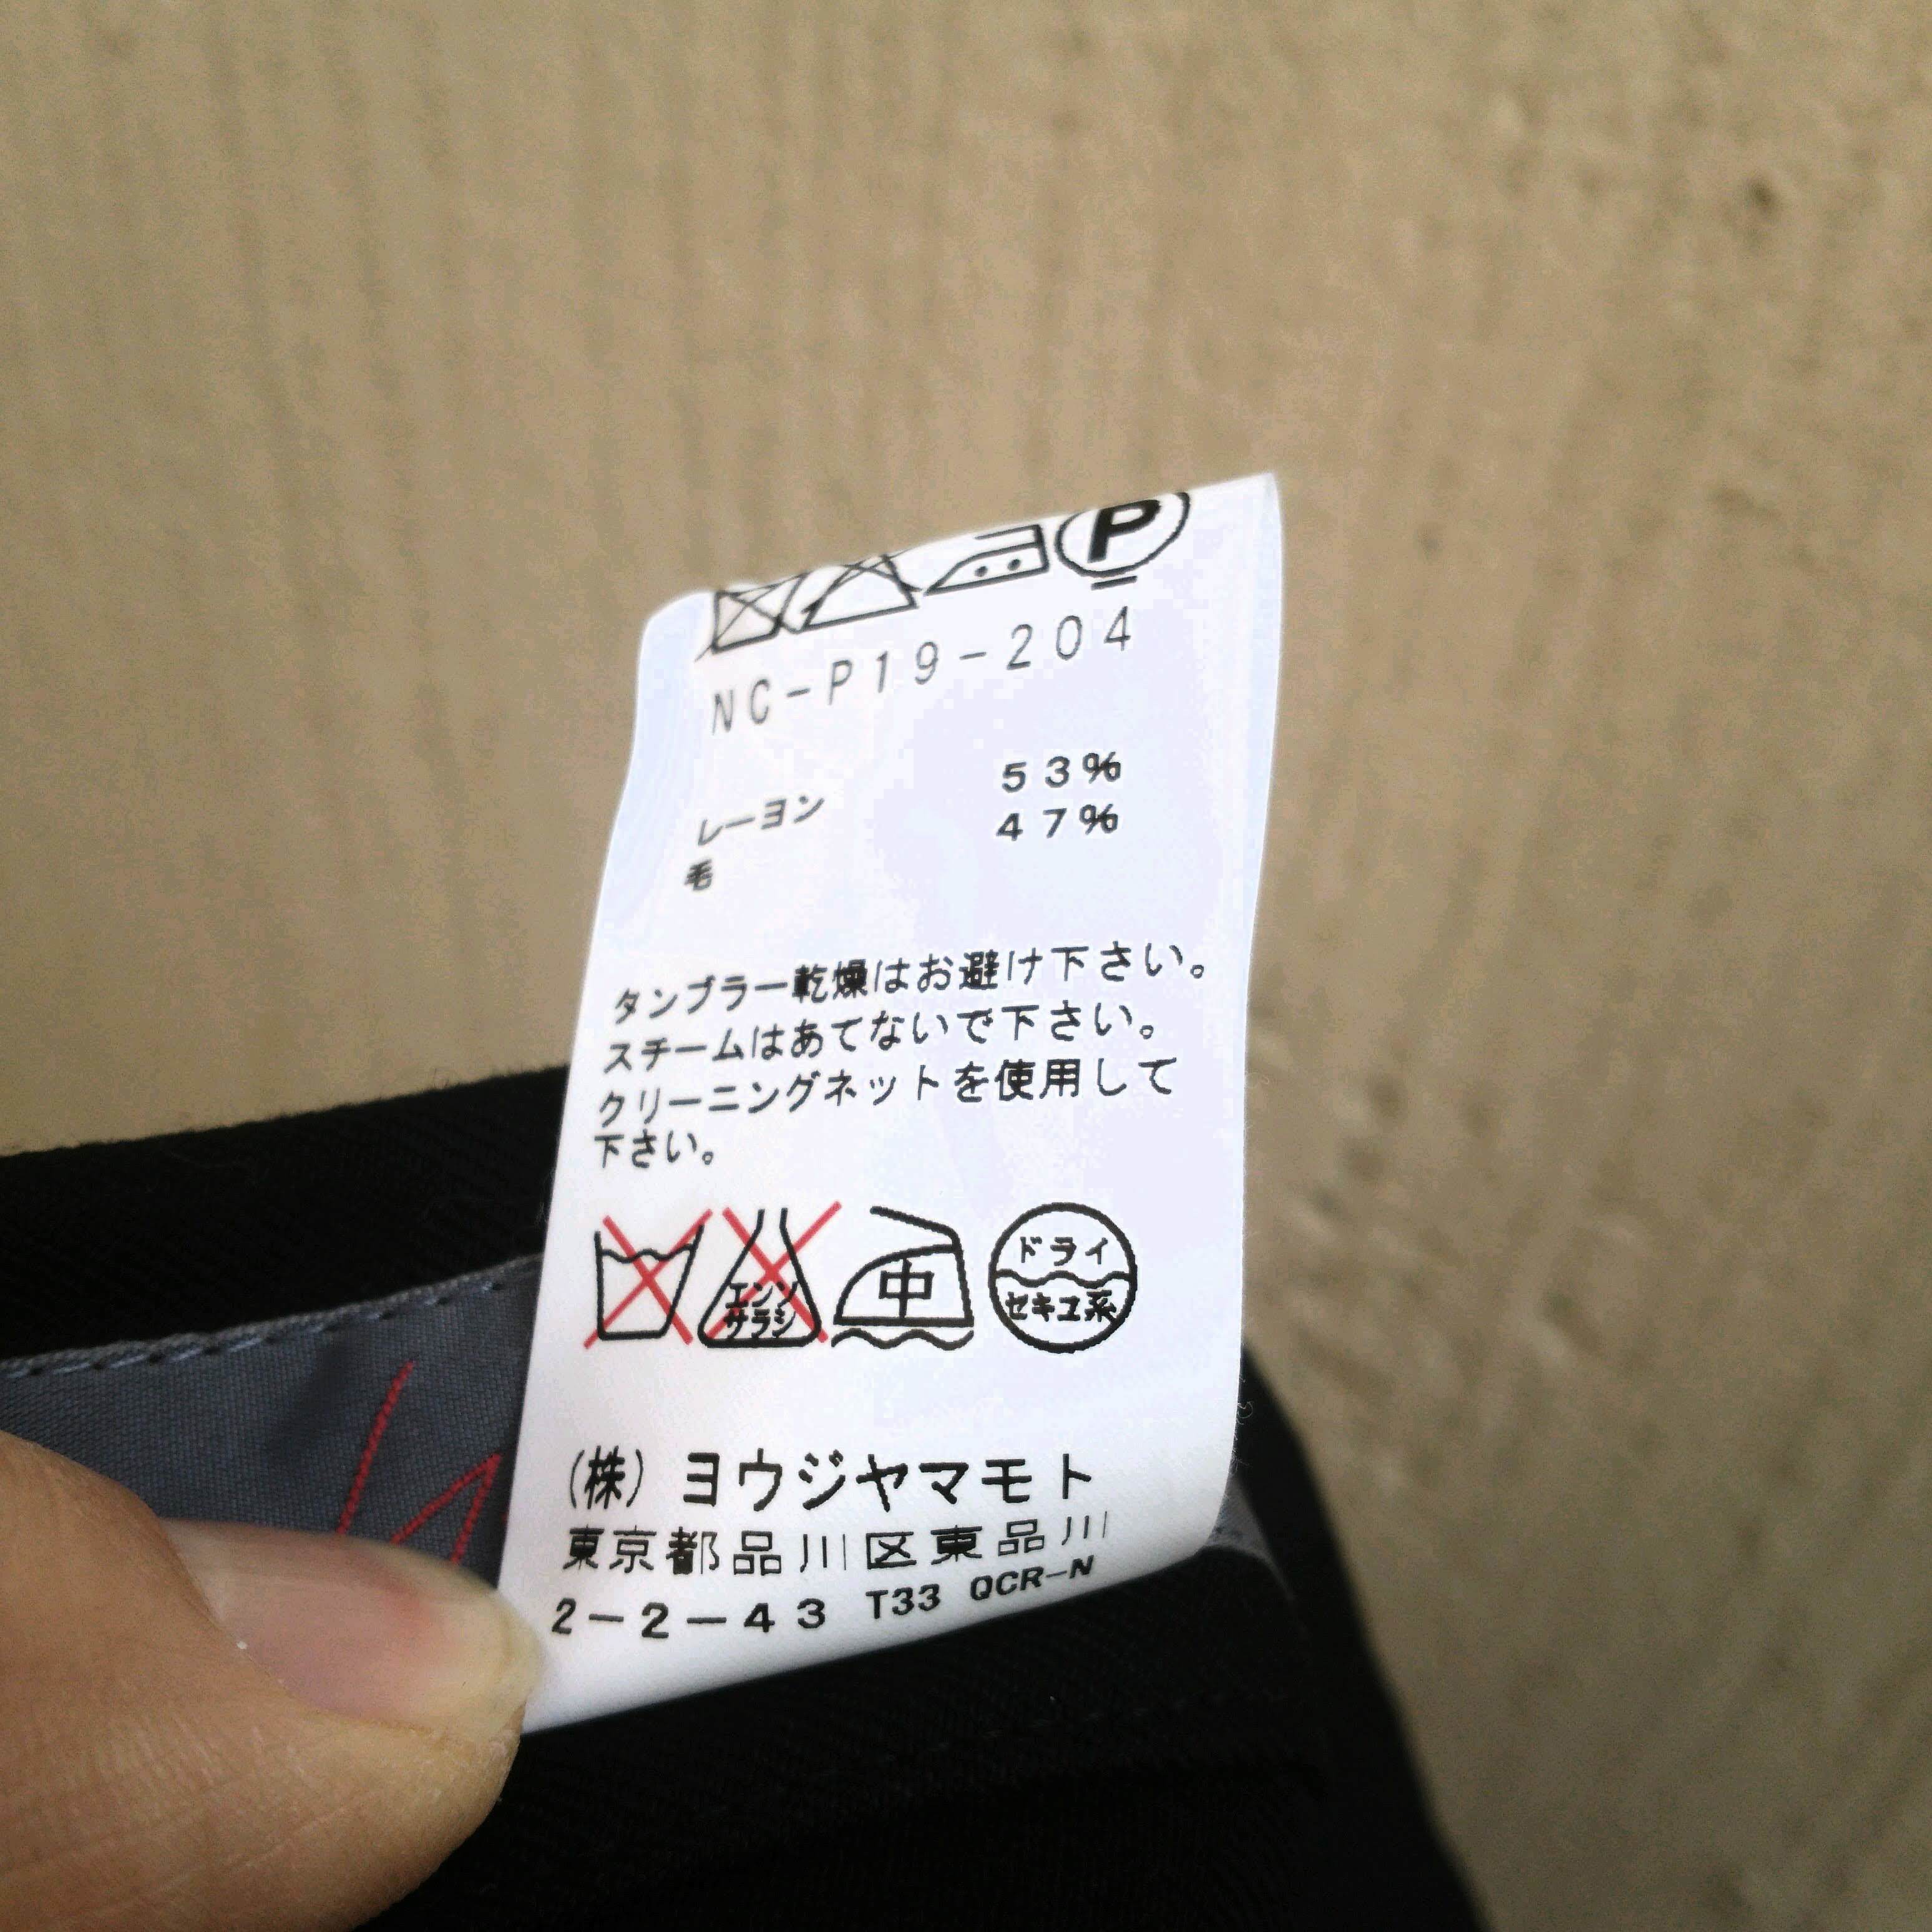 P
NC-P19-204
レーヨン 53%
毛 47%
タンブラー乾燥はお避け下さい。
スチームはあてないで下さい。
クリーニングネットを使用して
下さい。
エンソ
サラシ
中
ドライ
セキユ系
(株) ヨウジヤマモト
東京都品川区東品川
2-2-43 T33 QCR-N